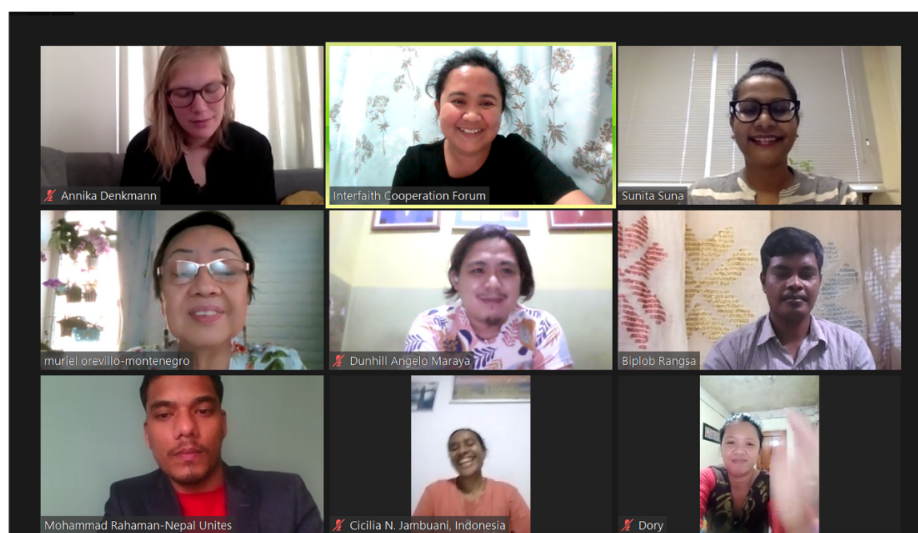 Annika Denkmann
Interfaith Cooperation Forum
Sunita Suna
muriel orevillo-montenegro
Dunhill Angelo Maraya
Biplob Rangsa
Mohammad Rahaman-Nepal Unites
Cicilia N. Jambuani, Indonesia
Dory